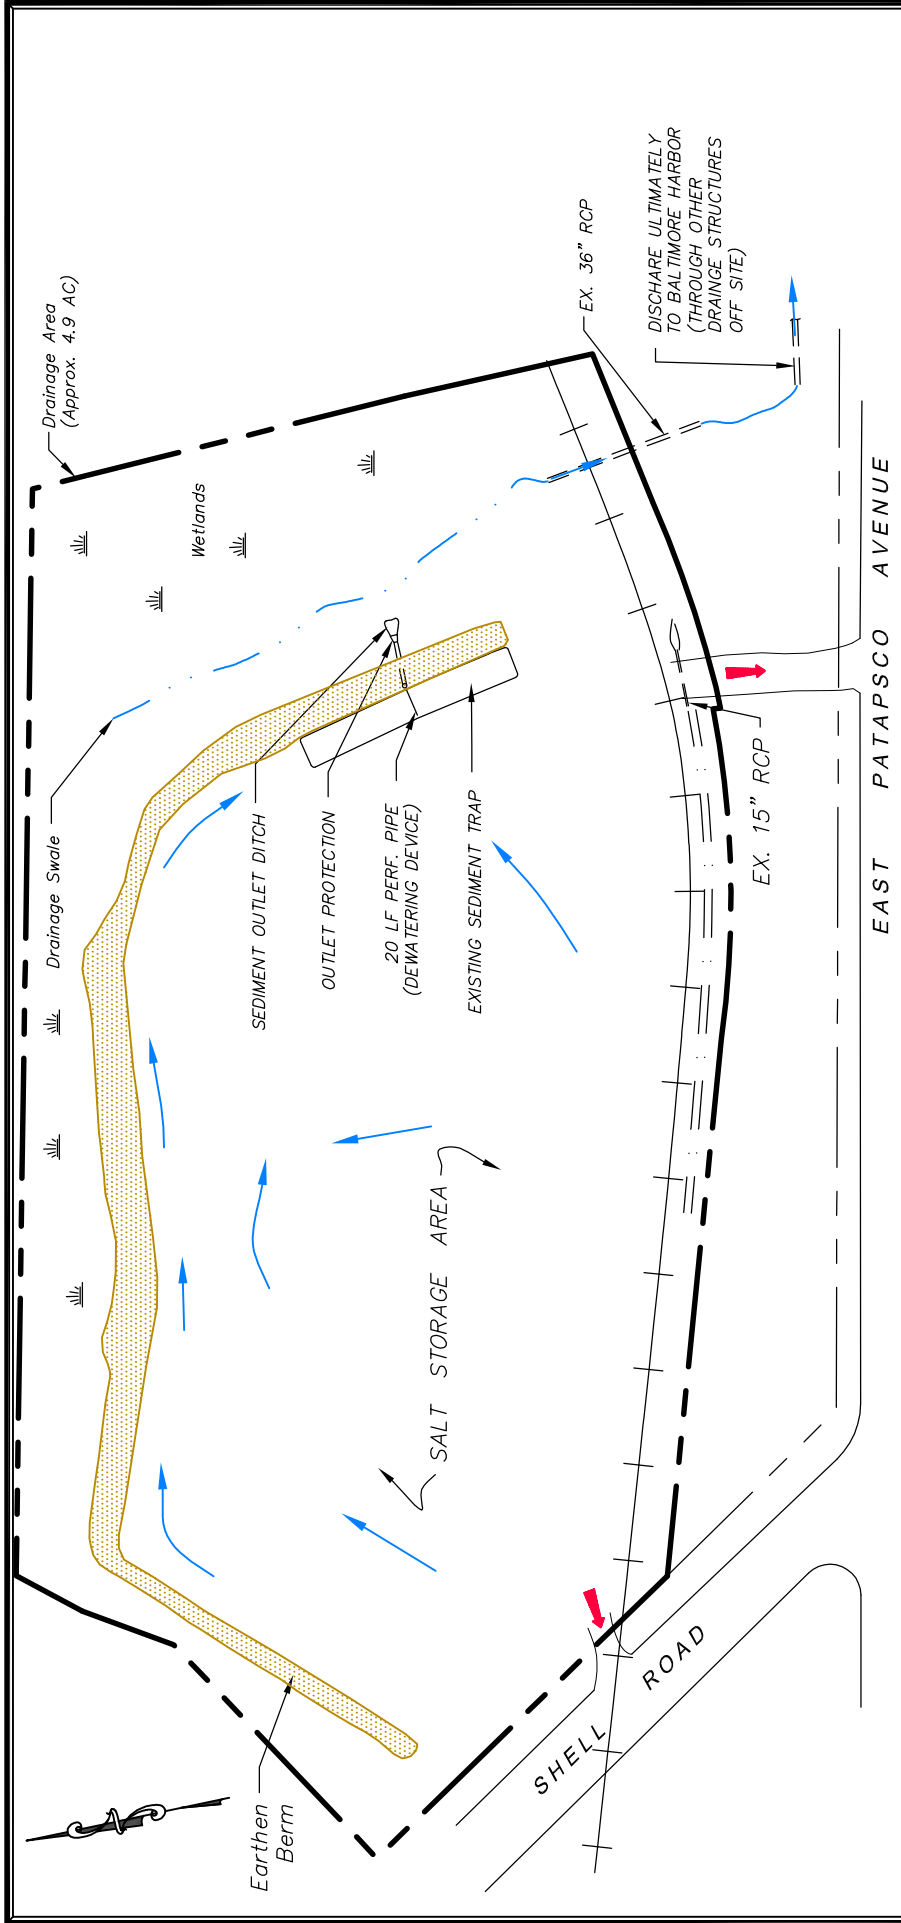 Drainage Area
(Approx. 4.9 AC)
Wetlands
Drainage Swale
EX. 36" RCP
DISCHARE ULTIMATELY
TO BALTIMORE HARBOR
(THROUGH OTHER
DRAINGE STRUCTURES
OFF SITE)
SEDIMENT OUTLET DITCH
OUTLET PROTECTION
20 LF PERF. PIPE
(DEWATERING DEVICE)
EXISTING SEDIMENT TRAP
EX. 15" RCP
EAST PATAPSCO AVENUE
SALT STORAGE AREA
SHELL ROAD
Earthen
Berm
N